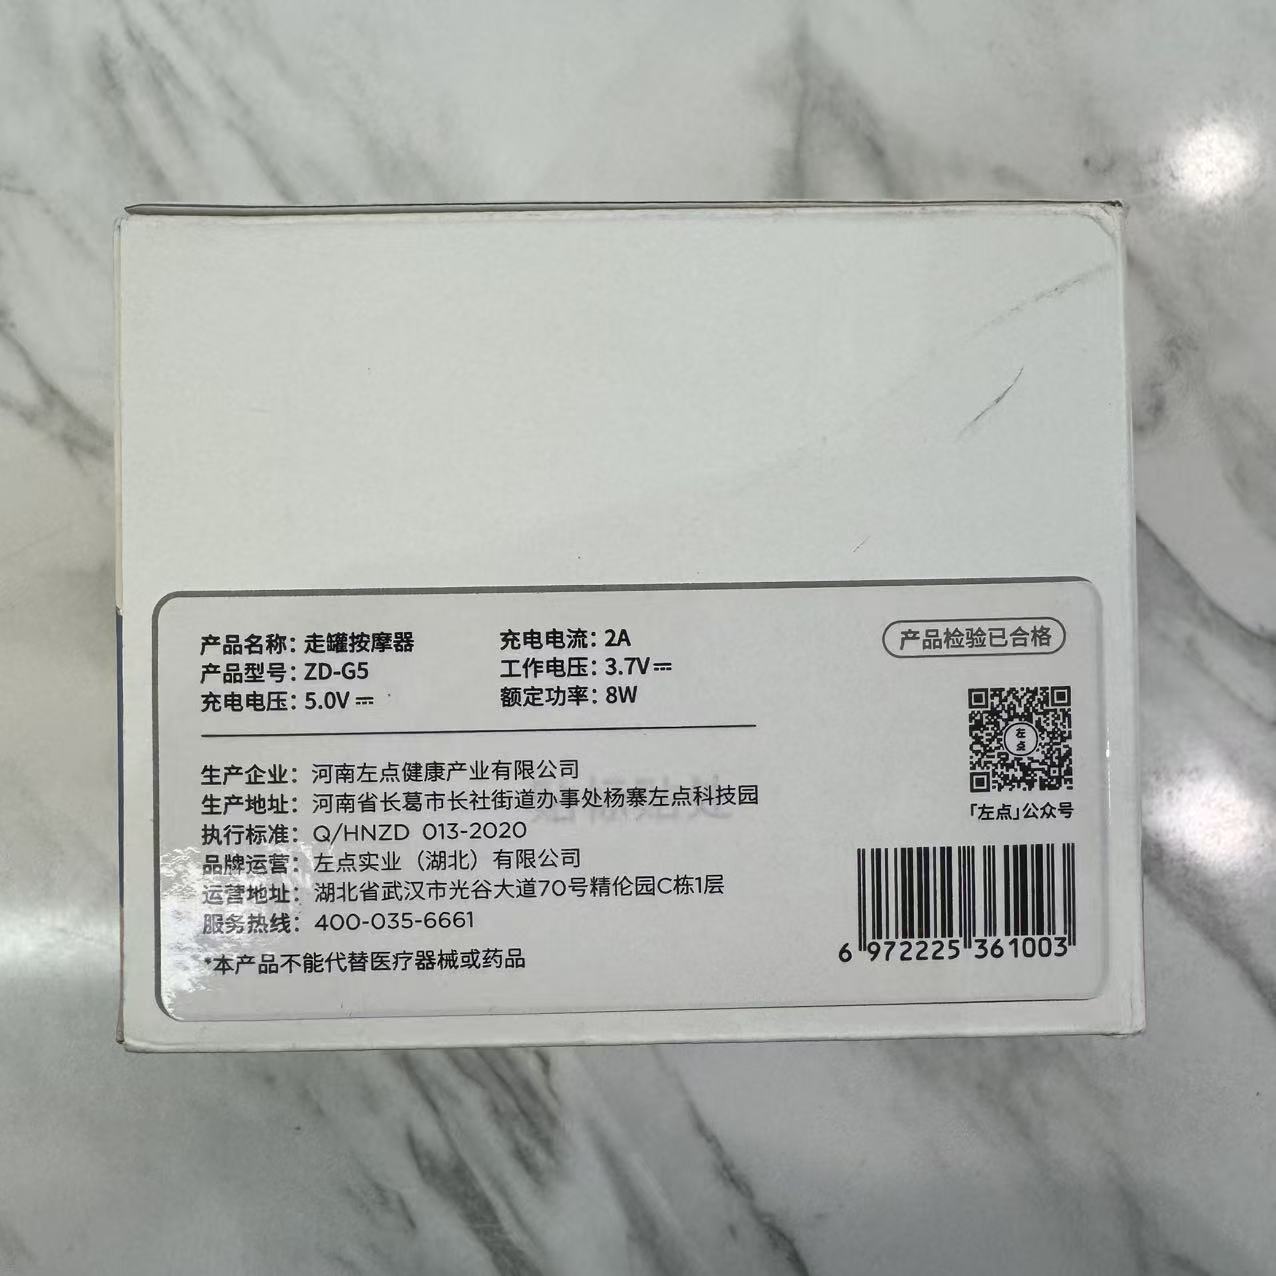 产品名称：走罐按摩器
产品型号：ZD-G5
充电电压：5.0V⎓
充电电流：2A
工作电压：3.7V⎓
额定功率：8W
产品检验已合格
左点
「左点」公众号
生产企业：河南左点健康产业有限公司
生产地址：河南省长葛市长社街道办事处杨寨左点科技园
执行标准：Q/HNZD 013-2020
品牌运营：左点实业（湖北）有限公司
运营地址：湖北省武汉市光谷大道70号精伦园C栋1层
服务热线：400-035-6661
*本产品不能代替医疗器械或药品
6 972225 361003